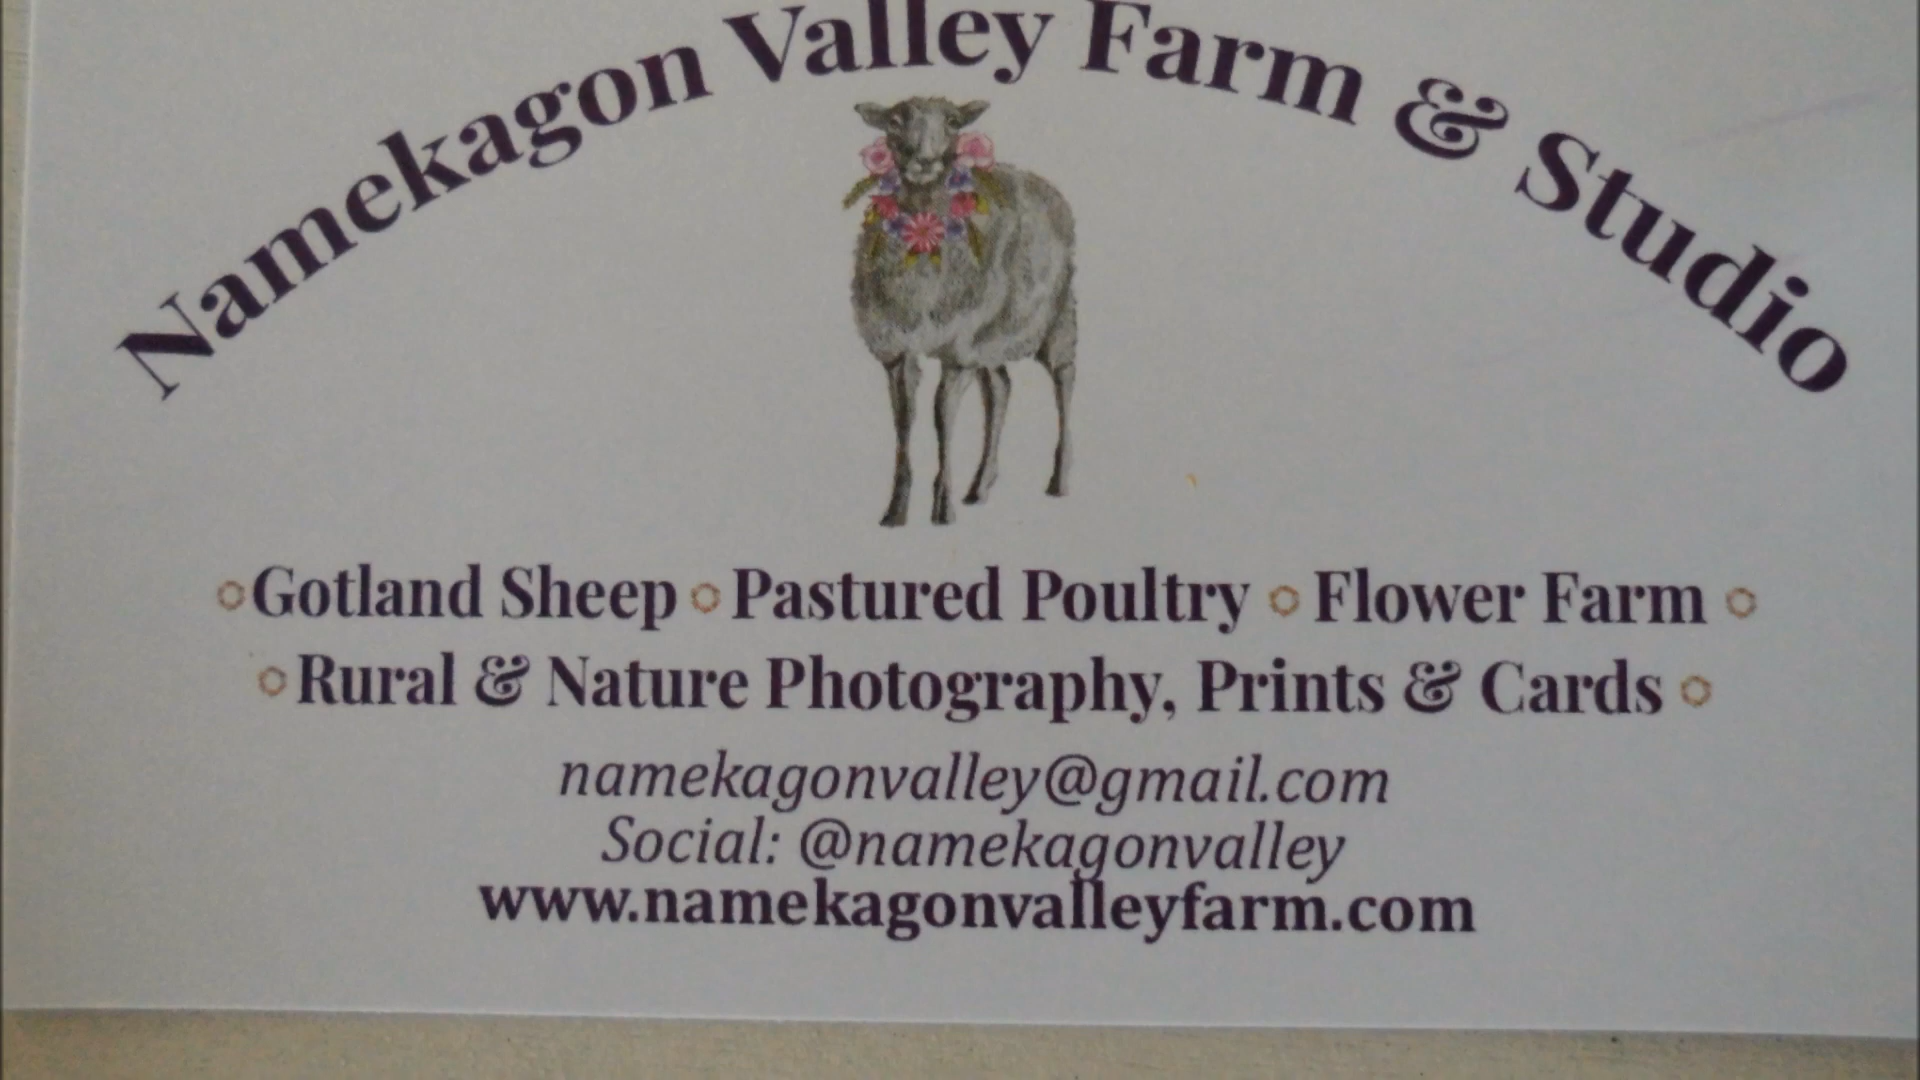 Namekagon Valley Farm & Studio
Gotland Sheep Pastured Poultry Flower Farm
Rural & Nature Photography, Prints & Cards
namekagonvalley@gmail.com
Social: @namekagonvalley
www.namekagonvalleyfarm.com